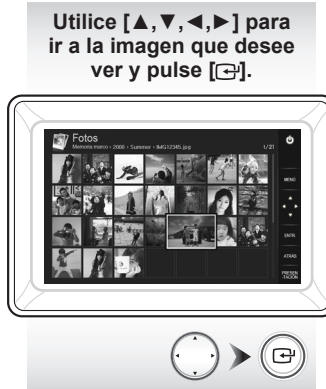 Utilice [▲,▼,◄,►] para
ir a la imagen que desee
ver y pulse [⏎].
Fotos
Memoria marco › 2008 › Summer › IMG12345.jpg
1/21
MENÚ
ENTR.
ATRÁS
PRESEN
-TACIÓN